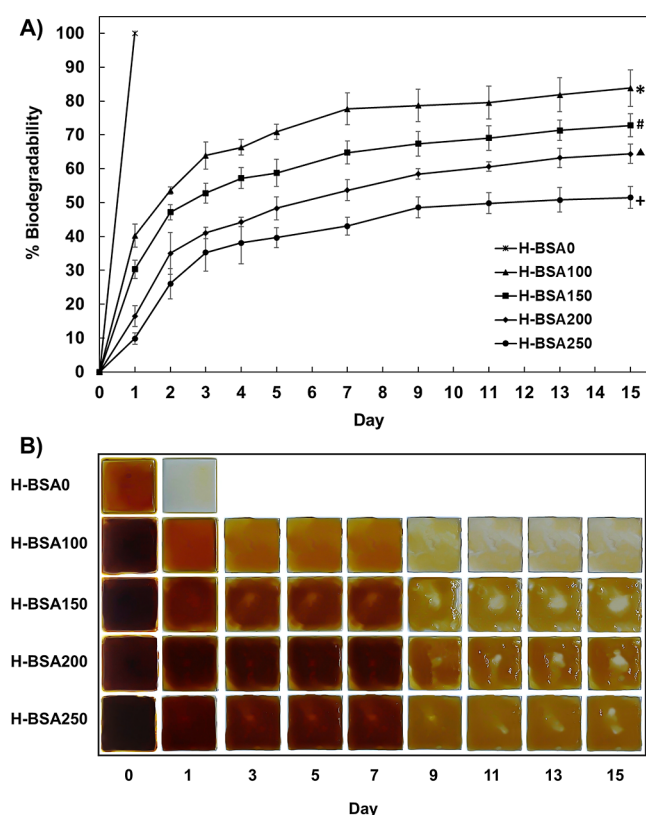 A)
% Biodegradability
100
90
80
70
60
50
40
30
20
10
0
*
#
▲
+
H-BSA0
H-BSA100
H-BSA150
H-BSA200
H-BSA250
0 1 2 3 4 5 6 7 8 9 10 11 12 13 14 15
Day
B)
H-BSA0
H-BSA100
H-BSA150
H-BSA200
H-BSA250
0 1 3 5 7 9 11 13 15
Day